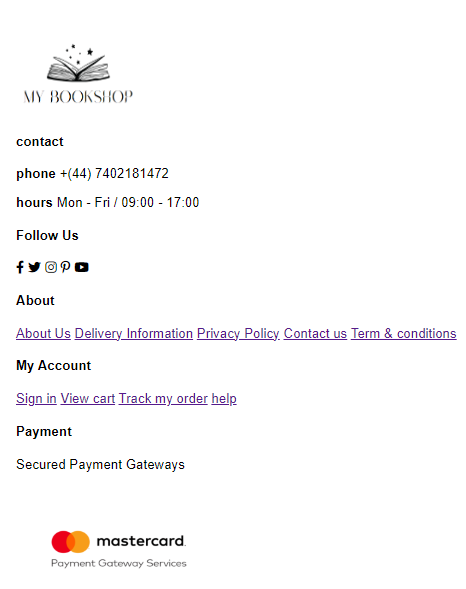 MY BOOKSHOP
contact
phone +(44) 7402181472
hours Mon - Fri / 09:00 - 17:00
Follow Us
About
About Us Delivery Information Privacy Policy Contact us Term & conditions
My Account
Sign in View cart Track my order help
Payment
Secured Payment Gateways
mastercard.
Payment Gateway Services